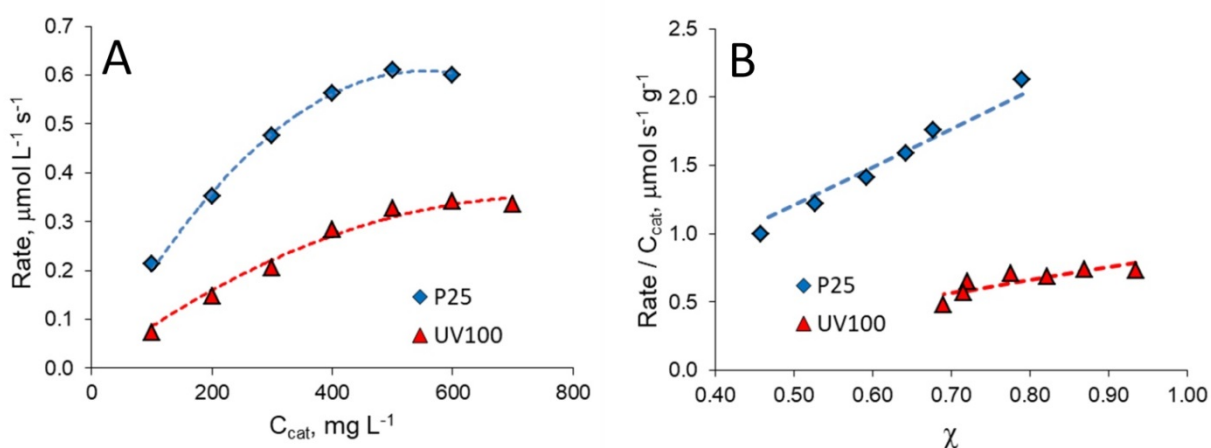 A
Rate, μmol L⁻¹ s⁻¹
0.7
0.6
0.5
0.4
0.3
0.2
0.1
0.0
0 200 400 600 800
C_cat, mg L⁻¹
P25
UV100
B
Rate / C_cat, μmol s⁻¹ g⁻¹
2.5
2.0
1.5
1.0
0.5
0.0
0.40 0.50 0.60 0.70 0.80 0.90 1.00
χ
P25
UV100